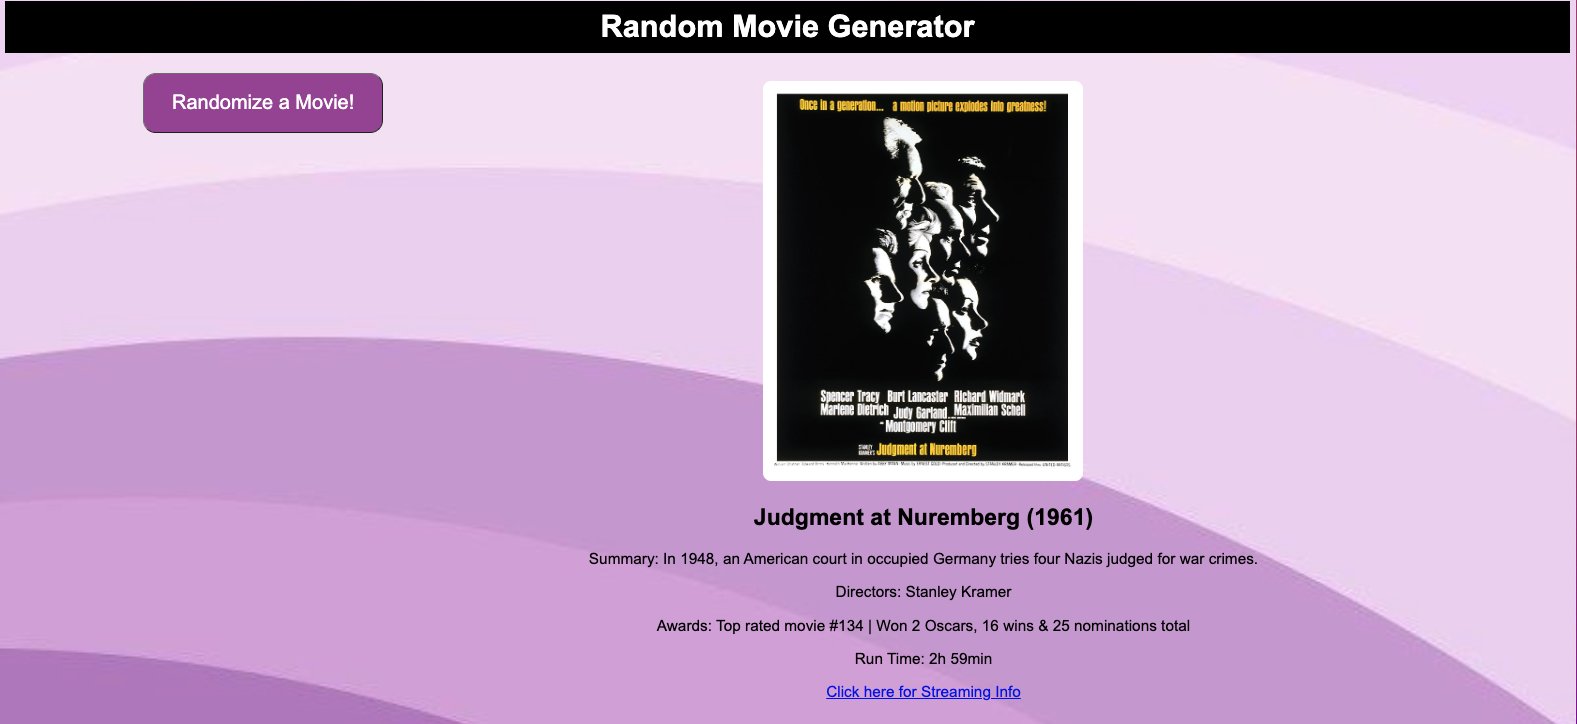 Random Movie Generator
Randomize a Movie!
Once in a generation... a motion picture explodes into greatness!
Spencer Tracy Burt Lancaster Richard Widmark
Marlene Dietrich Judy Garland Maximilian Schell
Montgomery Clift
STANLEY KRAMER'S Judgment at Nuremberg
Judgment at Nuremberg (1961)
Summary: In 1948, an American court in occupied Germany tries four Nazis judged for war crimes.
Directors: Stanley Kramer
Awards: Top rated movie #134 | Won 2 Oscars, 16 wins & 25 nominations total
Run Time: 2h 59min
Click here for Streaming Info